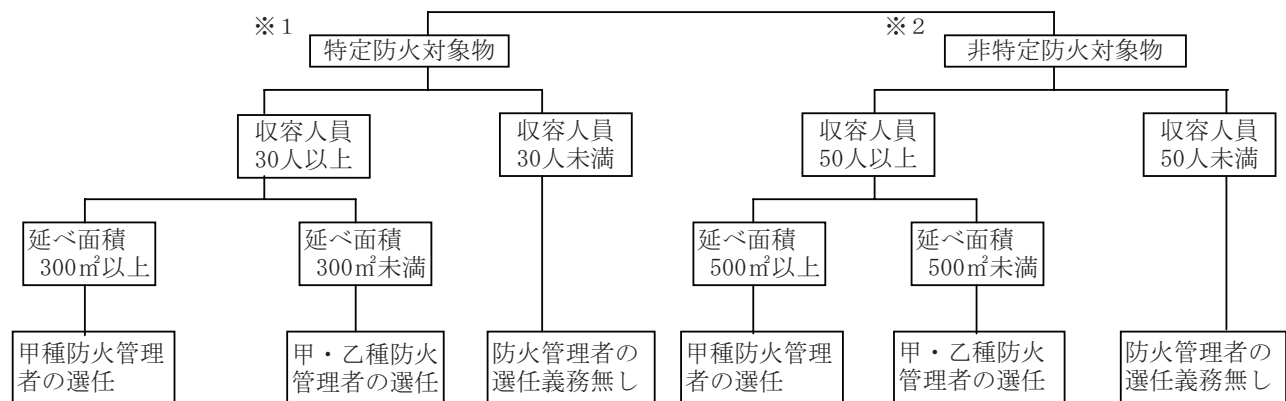 ※1
特定防火対象物
※2
非特定防火対象物
収容人員
30人以上
収容人員
30人未満
収容人員
50人以上
収容人員
50人未満
延べ面積
300㎡以上
延べ面積
300㎡未満
延べ面積
500㎡以上
延べ面積
500㎡未満
甲種防火管理
者の選任
甲・乙種防火
管理者の選任
防火管理者の
選任義務無し
甲種防火管理
者の選任
甲・乙種防火
管理者の選任
防火管理者の
選任義務無し